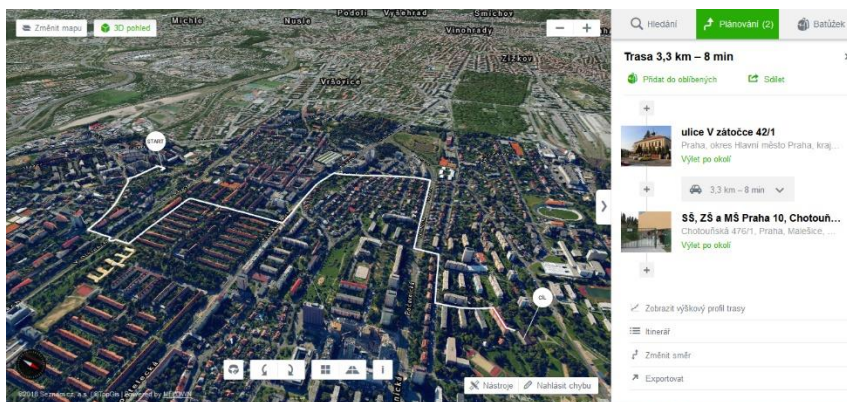 Změnit mapu
3D pohled
Michle
Nusle
Podolí
Vyšehrad
Smíchov
Vinohrady
Žižkov
Vršovice
START
CÍL
i
Nástroje
Nahlásit chybu
Hledání
Plánování (2)
Batůžek
Trasa 3,3 km – 8 min
Přidat do oblíbených
Sdílet
ulice V zátočce 42/1
Praha, okres Hlavní město Praha, kraj...
Výlet po okolí
3,3 km – 8 min
SŠ, ZŠ a MŠ Praha 10, Chotouň...
Chotouňská 476/1, Praha, Malešice, ...
Výlet po okolí
Zobrazit výškový profil trasy
Itinerář
Změnit směr
Exportovat